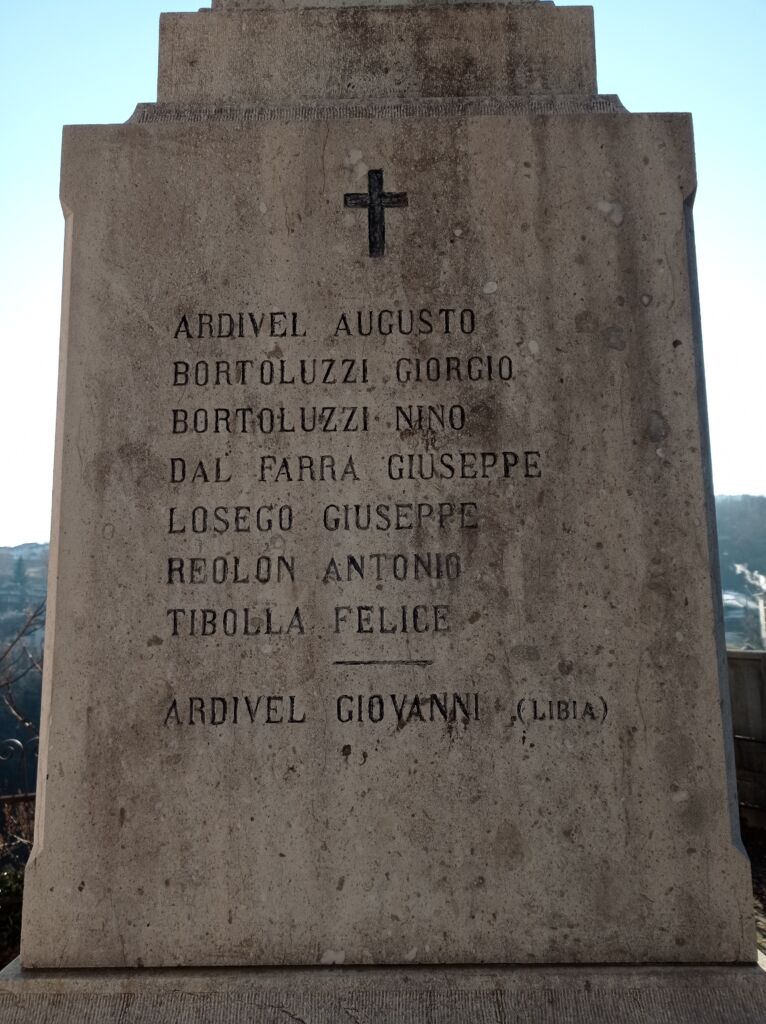 ARDIVEL AUGUSTO
BORTOLUZZI GIORGIO
BORTOLUZZI NINO
DAL FARRA GIUSEPPE
LOSEGO GIUSEPPE
REOLON ANTONIO
TIBOLLA FELICE
ARDIVEL GIOVANNI (LIBIA)